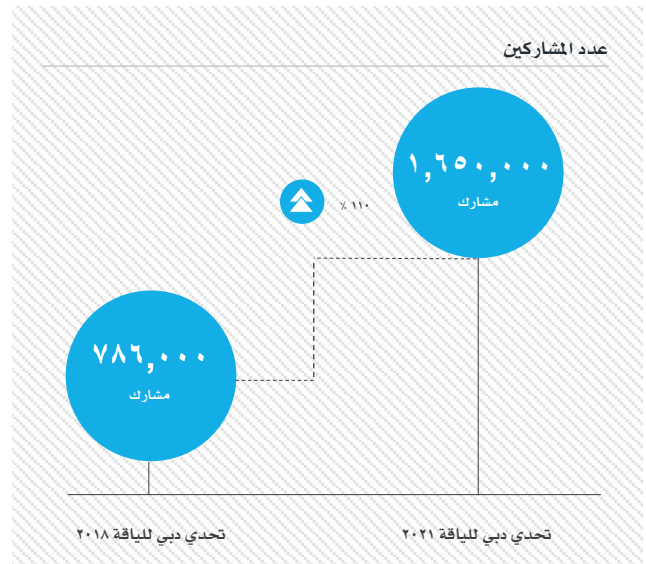 عدد المشاركين
١,٦٥٠,٠٠٠
مشارك
١١٠ ٪
٧٨٦,٠٠٠
مشارك
تحدي دبي للياقة ٢٠٢١
تحدي دبي للياقة ٢٠١٨